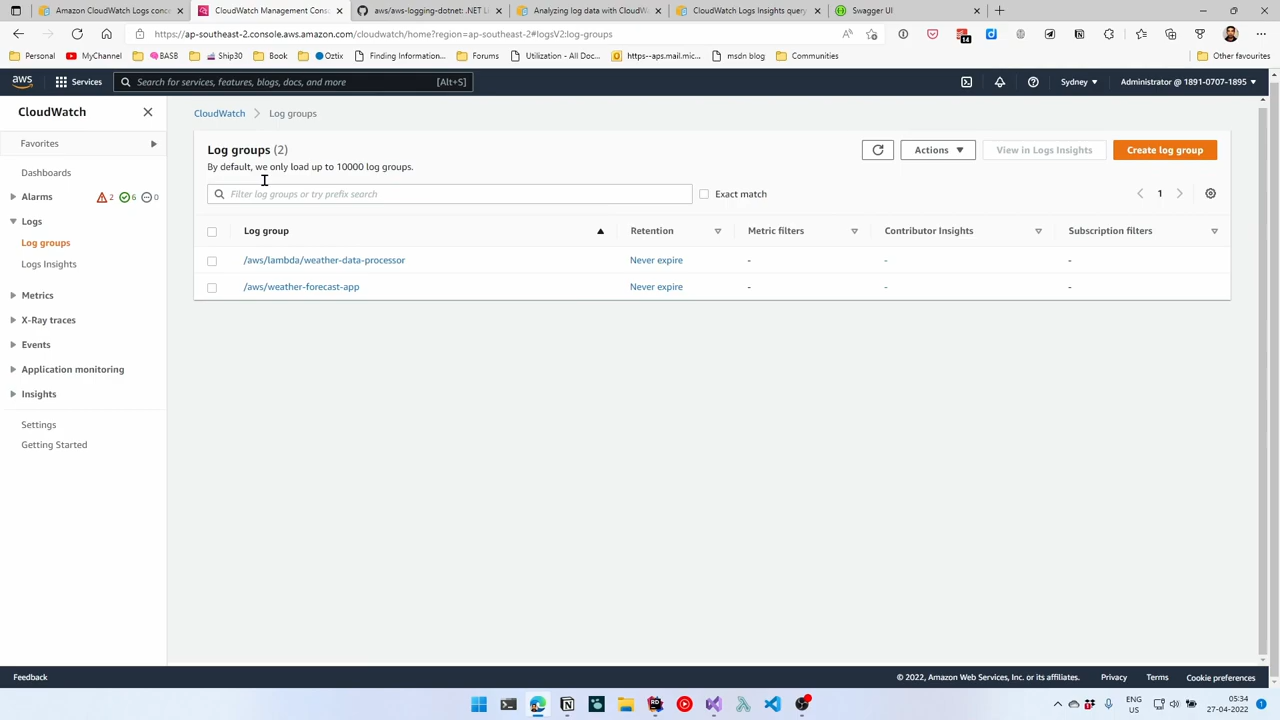 Amazon CloudWatch Logs conce
CloudWatch Management Cons
aws/aws-logging-dotnet: .NET L
Analyzing log data with CloudW
CloudWatch Logs Insights query
Swagger UI
https://ap-southeast-2.console.aws.amazon.com/cloudwatch/home?region=ap-southeast-2#logsV2:log-groups
14
Personal
MyChannel
BASB
Ship30
Book
Oztix
Finding Information...
Forums
Utilization - All Doc...
https--aps.mail.mic...
msdn blog
Communities
Other favourites
aws
Services
Search for services, features, blogs, docs, and more
[Alt+S]
Sydney
Administrator @ 1891-0707-1895
CloudWatch
Favorites
Dashboards
Alarms
2
6
0
Logs
Log groups
Logs Insights
Metrics
X-Ray traces
Events
Application monitoring
Insights
Settings
Getting Started
CloudWatch
Log groups
Log groups (2)
By default, we only load up to 10000 log groups.
Actions
View in Logs Insights
Create log group
Filter log groups or try prefix search
Exact match
1
Log group
Retention
Metric filters
Contributor Insights
Subscription filters
/aws/lambda/weather-data-processor
Never expire
-
-
-
/aws/weather-forecast-app
Never expire
-
-
-
Feedback
© 2022, Amazon Web Services, Inc. or its affiliates.
Privacy
Terms
Cookie preferences
ENG
US
05:34
27-04-2022
1